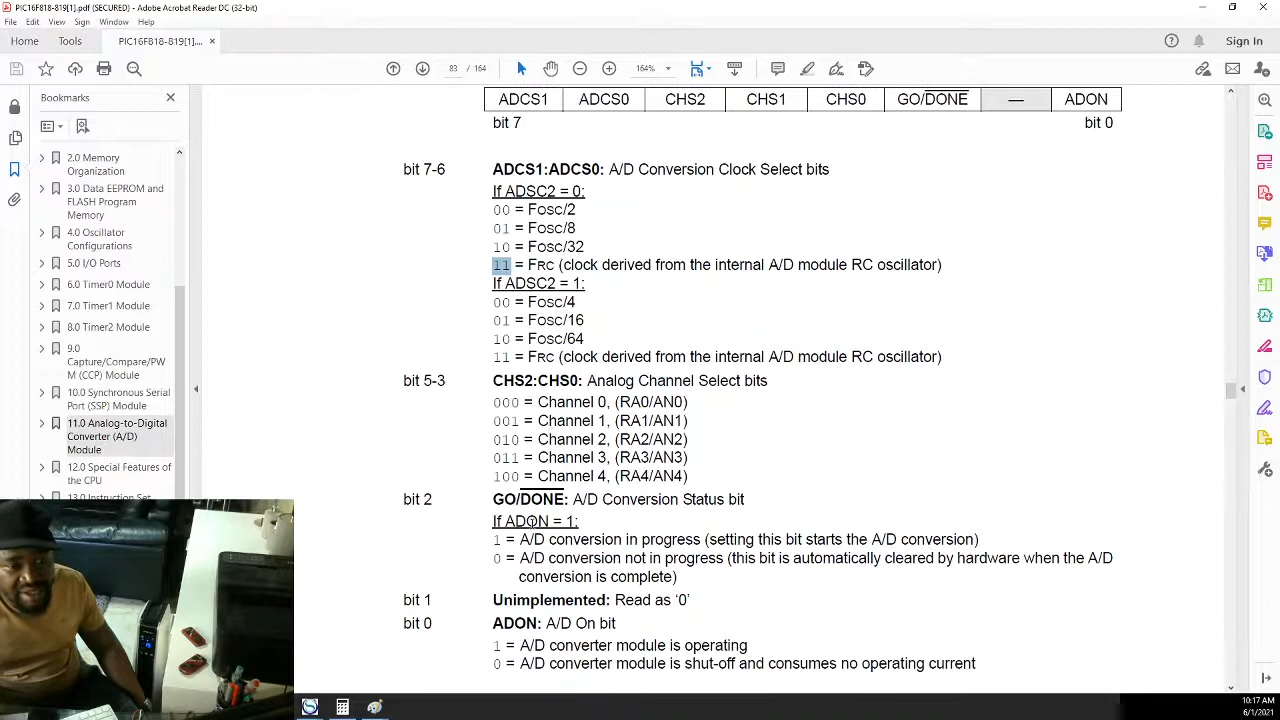 PIC16F818-819[1].pdf (SECURED) - Adobe Acrobat Reader DC (32-bit)
File Edit View Sign Window Help
Home Tools PIC16F818-819[1].... × Sign In
83 / 164 164%
Bookmarks
2.0 Memory
Organization
3.0 Data EEPROM and
FLASH Program
Memory
4.0 Oscillator
Configurations
5.0 I/O Ports
6.0 Timer0 Module
7.0 Timer1 Module
8.0 Timer2 Module
9.0
Capture/Compare/PW
M (CCP) Module
10.0 Synchronous Serial
Port (SSP) Module
11.0 Analog-to-Digital
Converter (A/D)
Module
12.0 Special Features of
the CPU
13.0 Instruction Set
ADCS1 ADCS0 CHS2 CHS1 CHS0 GO/DONE — ADON
bit 7 bit 0
bit 7-6 ADCS1:ADCS0: A/D Conversion Clock Select bits
If ADSC2 = 0:
00 = FOSC/2
01 = FOSC/8
10 = FOSC/32
11 = FRC (clock derived from the internal A/D module RC oscillator)
If ADSC2 = 1:
00 = FOSC/4
01 = FOSC/16
10 = FOSC/64
11 = FRC (clock derived from the internal A/D module RC oscillator)
bit 5-3 CHS2:CHS0: Analog Channel Select bits
000 = Channel 0, (RA0/AN0)
001 = Channel 1, (RA1/AN1)
010 = Channel 2, (RA2/AN2)
011 = Channel 3, (RA3/AN3)
100 = Channel 4, (RA4/AN4)
bit 2 GO/DONE: A/D Conversion Status bit
If ADON = 1:
1 = A/D conversion in progress (setting this bit starts the A/D conversion)
0 = A/D conversion not in progress (this bit is automatically cleared by hardware when the A/D
conversion is complete)
bit 1 Unimplemented: Read as ‘0’
bit 0 ADON: A/D On bit
1 = A/D converter module is operating
0 = A/D converter module is shut-off and consumes no operating current
10:17 AM
6/1/2021